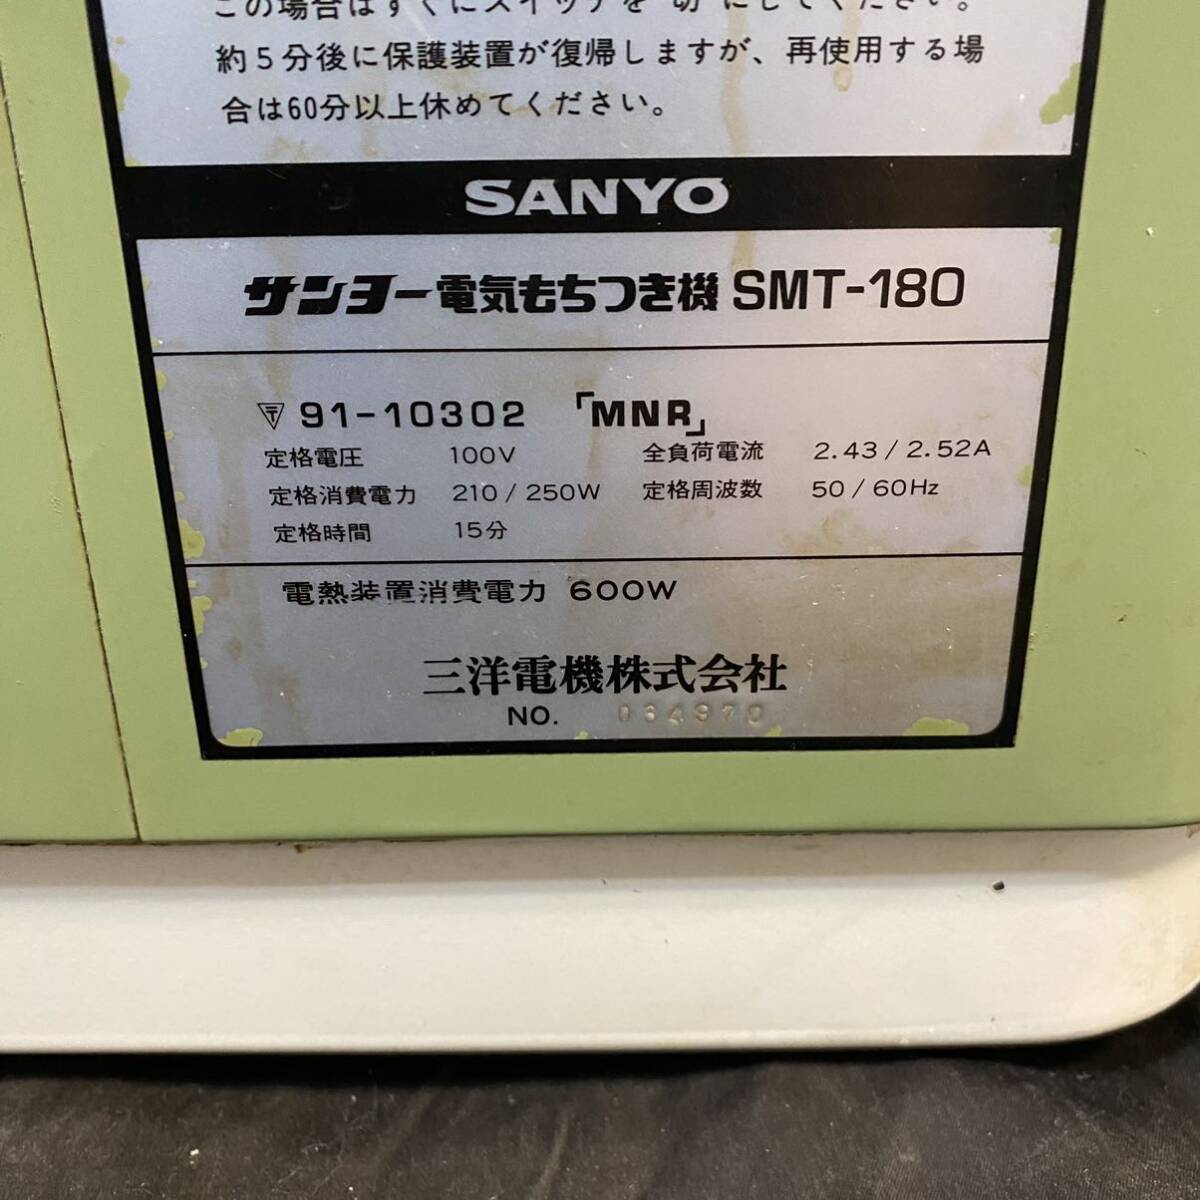 この場合はすぐにスイッチを"切"にしてください。
約5分後に保護装置が復帰しますが、再使用する場
合は60分以上休めてください。
SANYO
サンヨー電気もちつき機 SMT-180
〒 91-10302 「MNR」
定格電圧 100V 全負荷電流 2.43/2.52A
定格消費電力 210/250W 定格周波数 50/60Hz
定格時間 15分
電熱装置消費電力 600W
三洋電機株式会社
NO. 034970